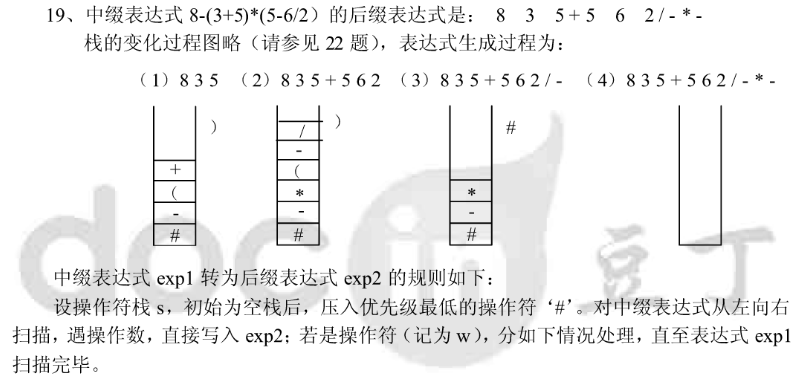 19、中缀表达式 8-(3+5)*(5-6/2）的后缀表达式是： 8 3 5 + 5 6 2 / - * -
栈的变化过程图略（请参见 22 题），表达式生成过程为：
（1）8 3 5 （2）8 3 5 + 5 6 2 （3）8 3 5 + 5 6 2 / - （4）8 3 5 + 5 6 2 / - * -
） / ） #
-
+ (
( * *
- - -
# # #
docin 豆丁
中缀表达式 exp1 转为后缀表达式 exp2 的规则如下：
设操作符栈 s，初始为空栈后，压入优先级最低的操作符‘#’。对中缀表达式从左向右
扫描，遇操作数，直接写入 exp2；若是操作符（记为 w），分如下情况处理，直至表达式 exp1
扫描完毕。